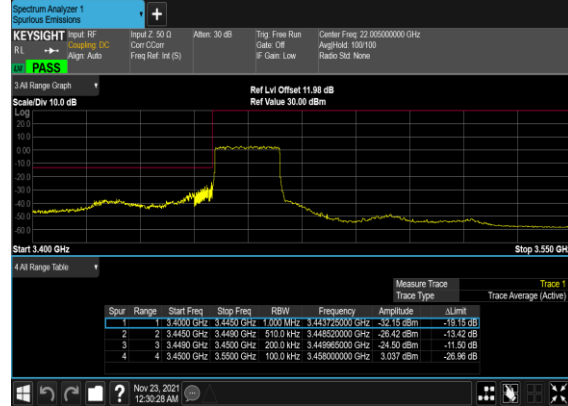 Spectrum Analyzer 1
Spurious Emissions
KEYSIGHT Input: RF Input Z: 50 Ω Atten: 30 dB Trig: Free Run Center Freq: 22.005000000 GHz
Coupling: DC Corr CCorr Gate: Off Avg|Hold: 100/100
RL Align: Auto Freq Ref: Int (S) IF Gain: Low Radio Std: None
PASS
3 All Range Graph
Ref Lvl Offset 11.98 dB
Scale/Div 10.0 dB Ref Value 30.00 dBm
Log
20.0
10.0
0.00
-10.0
-20.0
-30.0
-40.0
-50.0
-60.0
Start 3.400 GHz Stop 3.550 GH
4 All Range Table
Measure Trace Trace 1
Trace Type Trace Average (Active)
Spur Range Start Freq Stop Freq RBW Frequency Amplitude ΔLimit
1 1 3.4000 GHz 3.4450 GHz 1.000 MHz 3.443725000 GHz -32.15 dBm -19.15 dB
2 2 3.4450 GHz 3.4490 GHz 510.0 kHz 3.448520000 GHz -26.42 dBm -13.42 dB
3 3 3.4490 GHz 3.4500 GHz 200.0 kHz 3.449965000 GHz -24.50 dBm -11.50 dB
4 4 3.4500 GHz 3.5500 GHz 100.0 kHz 3.458000000 GHz 3.037 dBm -26.96 dB
? Nov 23, 2021
12:30:28 AM